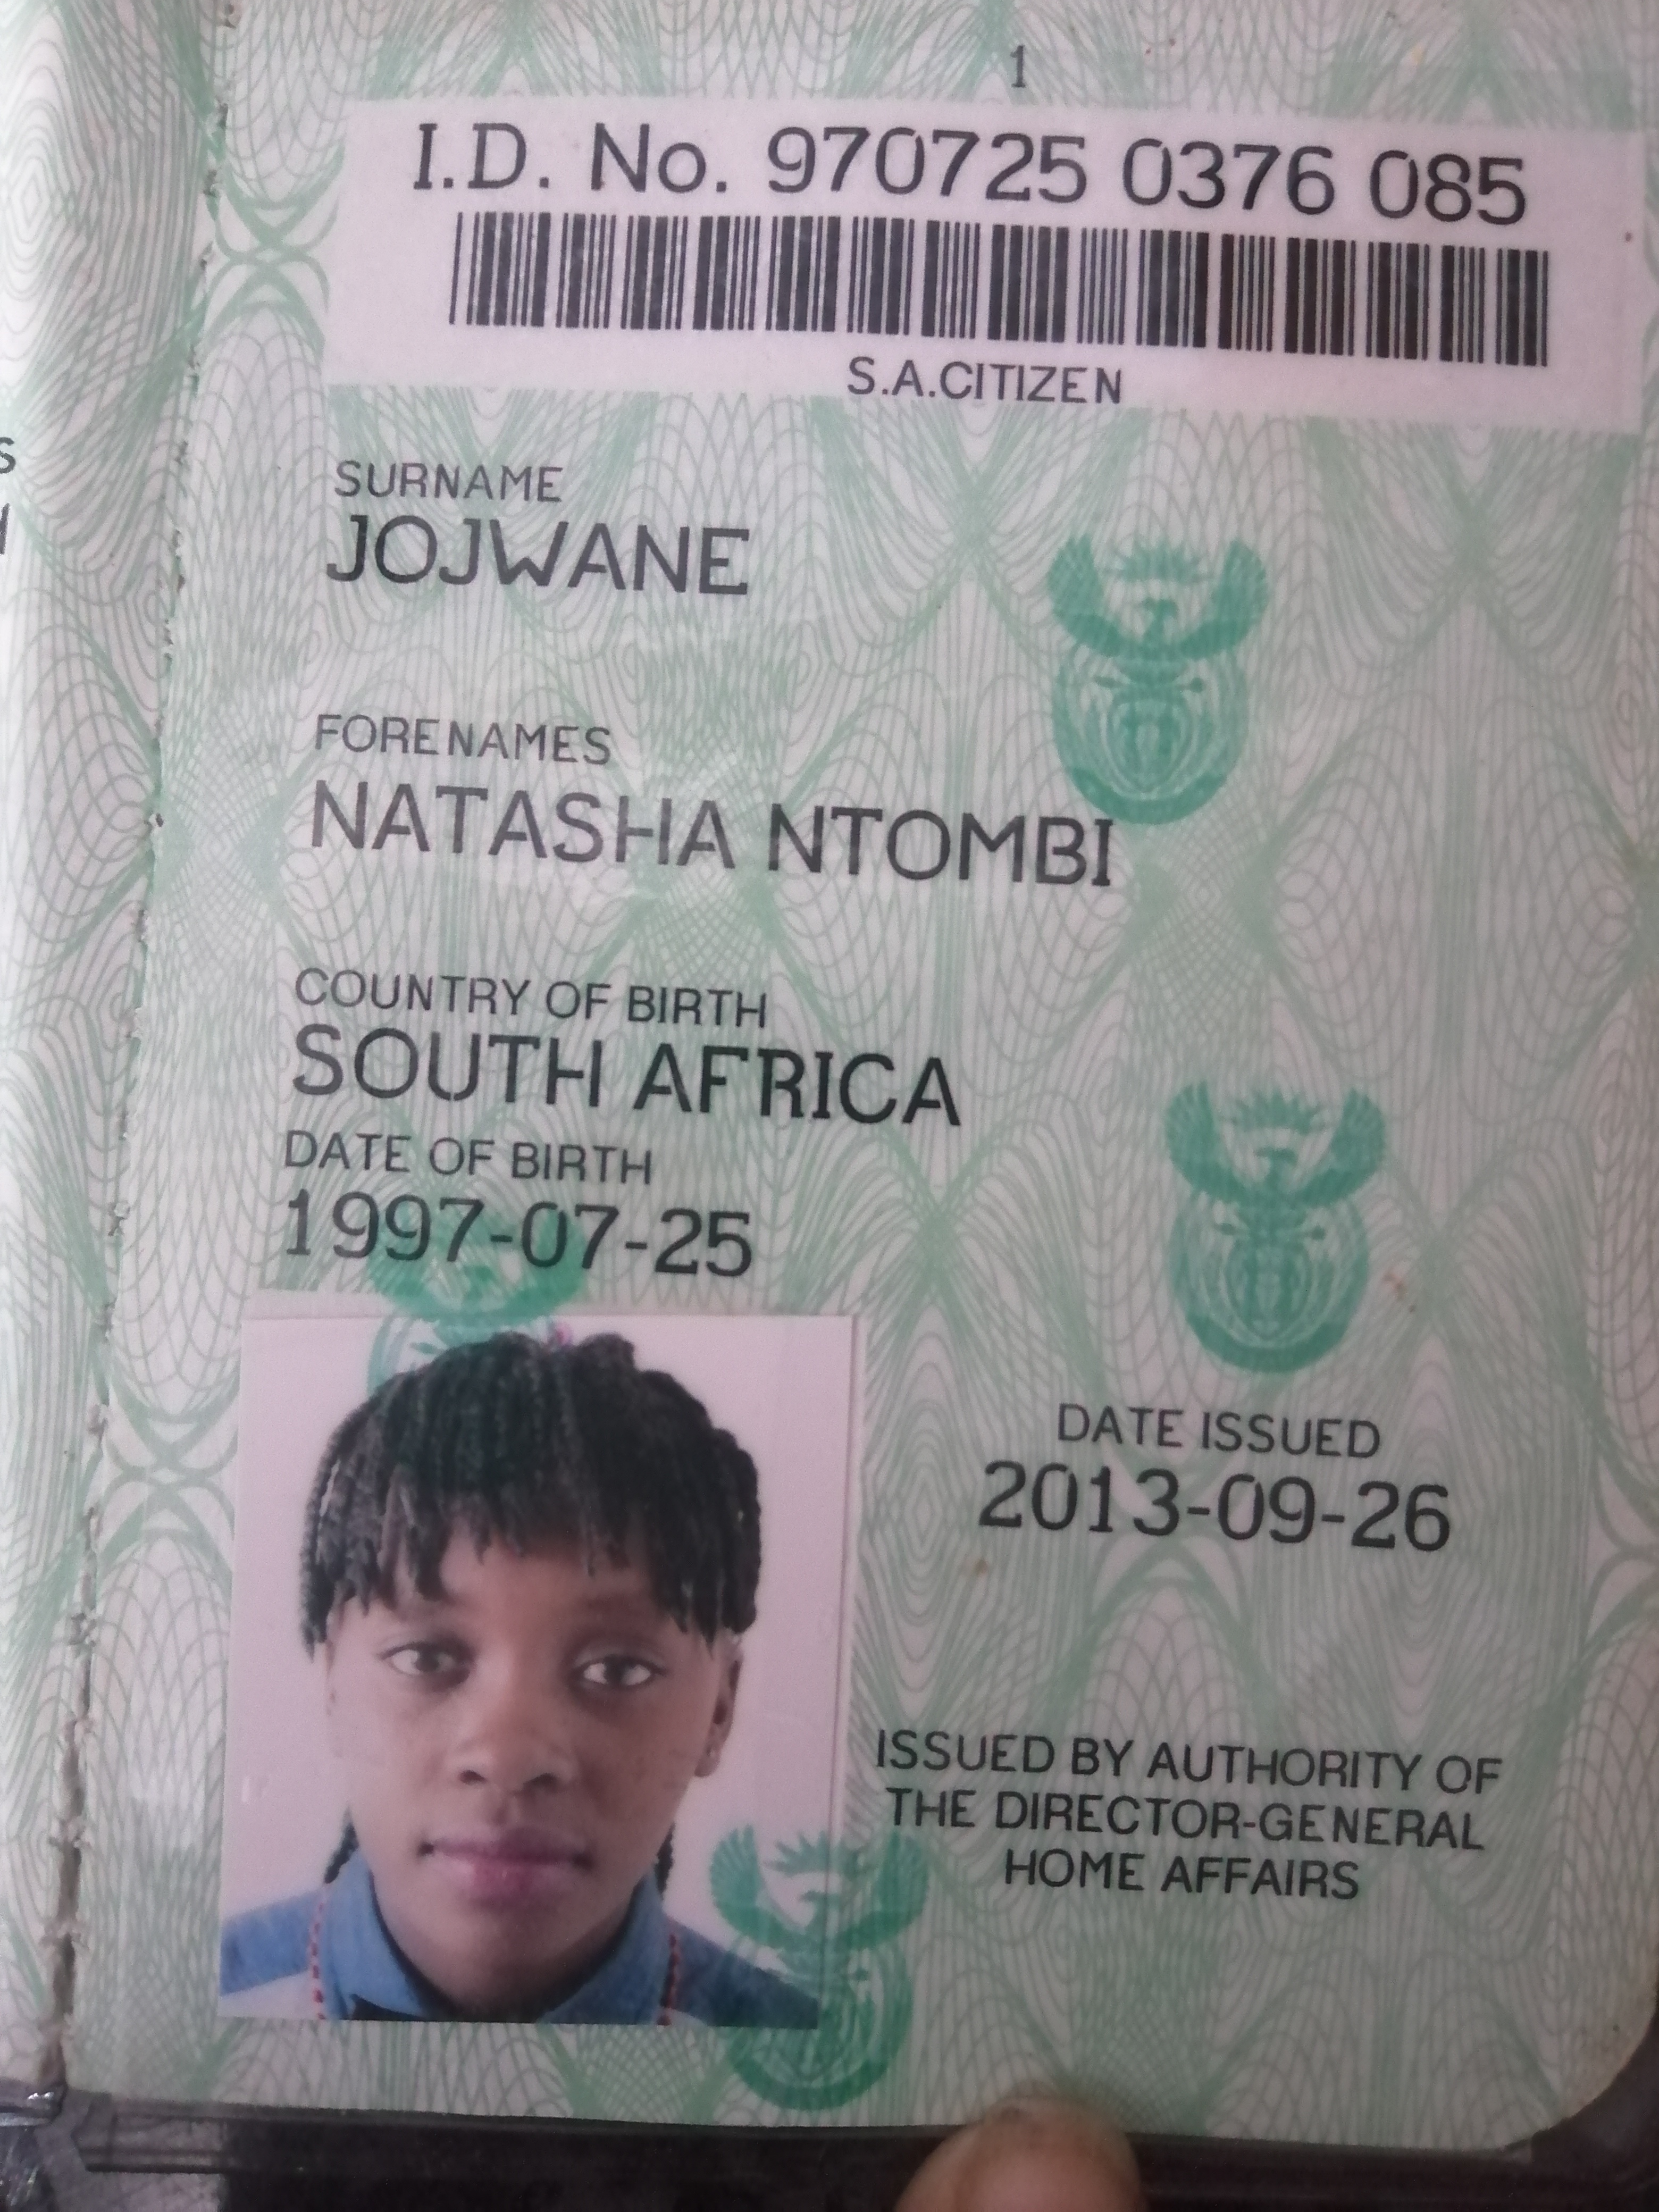 1
I.D. No. 970725 0376 085
S.A.CITIZEN
SURNAME
JOJWANE
FORENAMES
NATASHA NTOMBI
COUNTRY OF BIRTH
SOUTH AFRICA
DATE OF BIRTH
1997-07-25
DATE ISSUED
2013-09-26
ISSUED BY AUTHORITY OF
THE DIRECTOR-GENERAL
HOME AFFAIRS